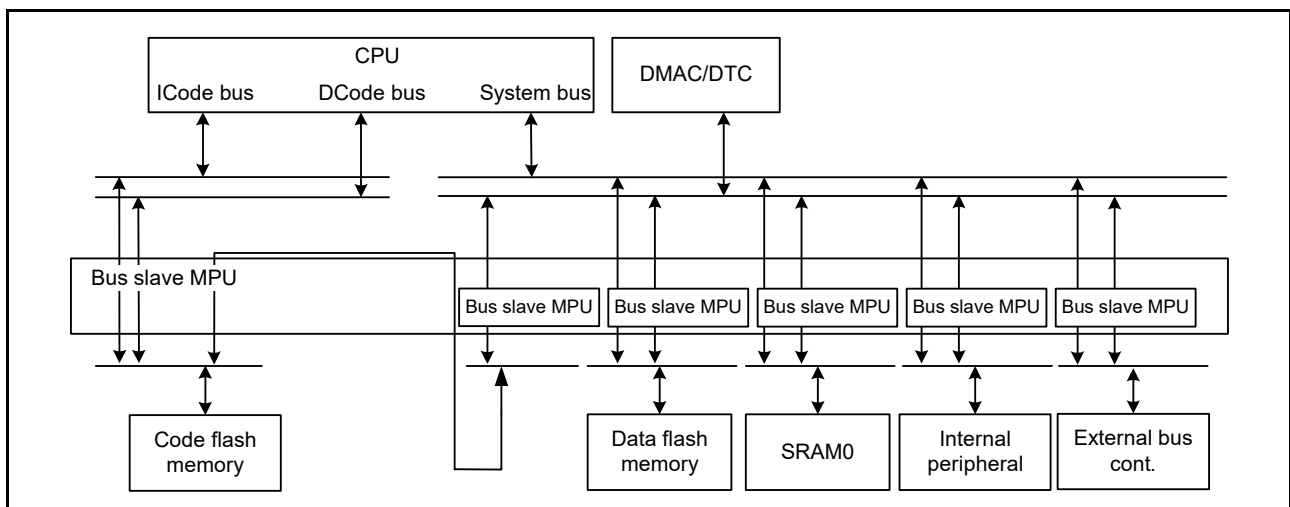 CPU
ICode bus
DCode bus
System bus
DMAC/DTC
Bus slave MPU
Bus slave MPU
Bus slave MPU
Bus slave MPU
Bus slave MPU
Bus slave MPU
Code flash
memory
Data flash
memory
SRAM0
Internal
peripheral
External bus
cont.